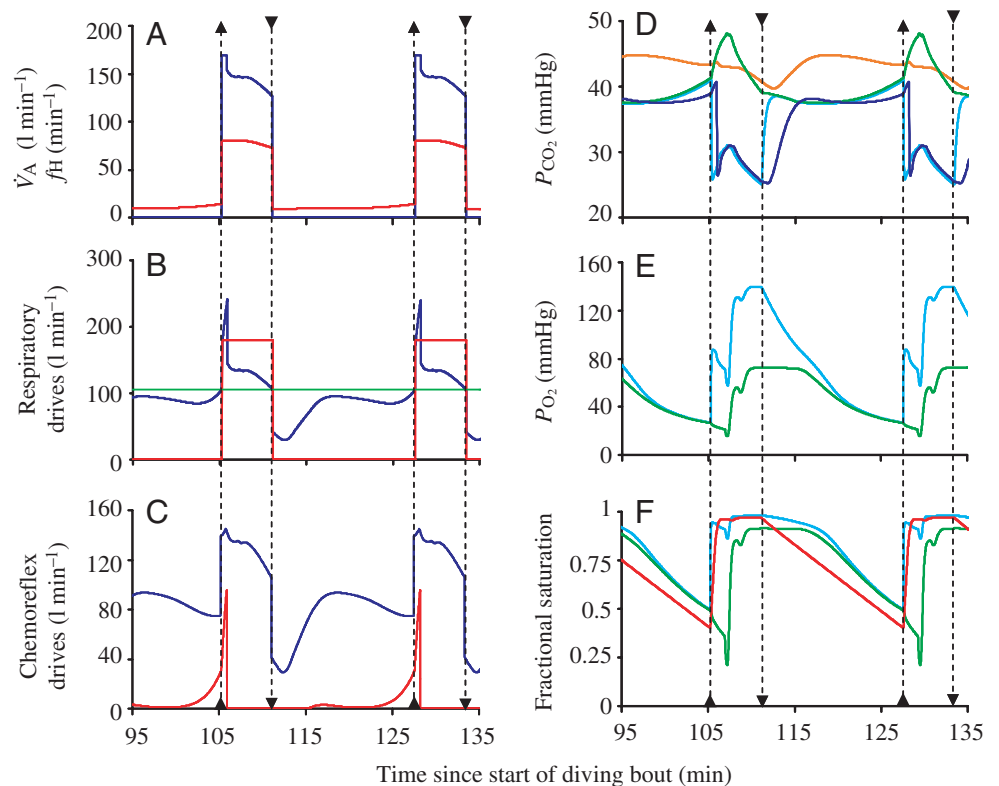 A
V̇A (l min⁻¹)
fH (min⁻¹)
200
150
100
50
0
B
Respiratory
drives (l min⁻¹)
300
200
100
0
C
Chemoreflex
drives (l min⁻¹)
160
120
80
40
0
95 105 115 125 135
D
PCO₂ (mmHg)
60
50
40
30
20
E
PO₂ (mmHg)
160
120
80
40
0
F
Fractional saturation
1
0.75
0.5
0.25
0
95 105 115 125 135
Time since start of diving bout (min)